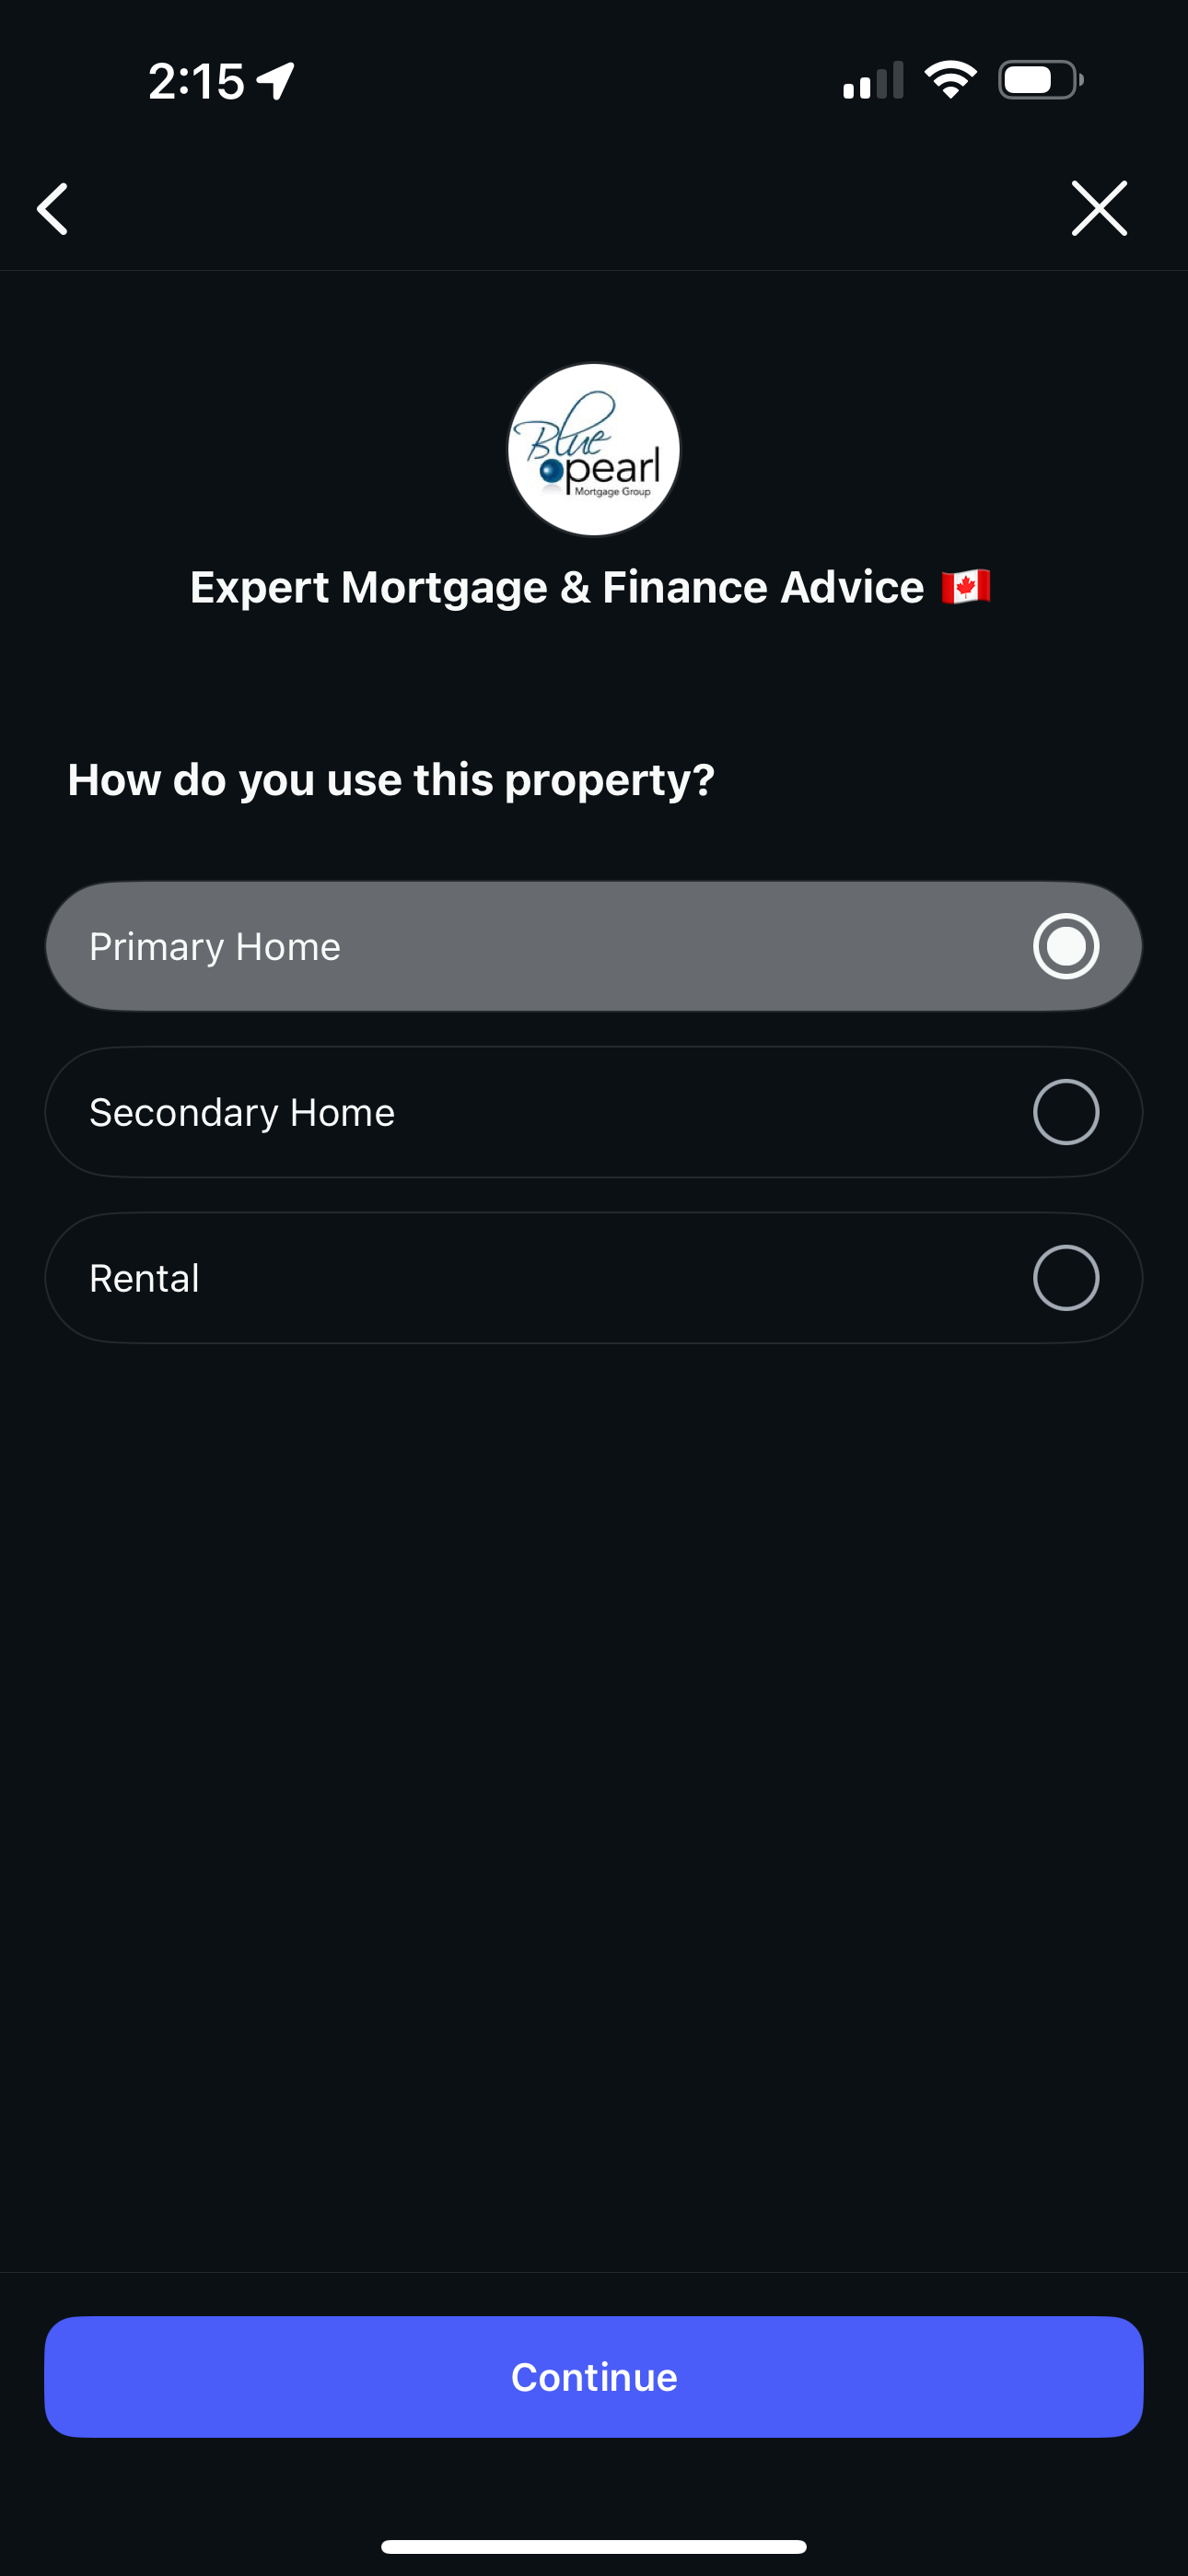 2:15
Blue
pearl
Mortgage Group
Expert Mortgage & Finance Advice 🇨🇦
How do you use this property?
Primary Home
Secondary Home
Rental
Continue